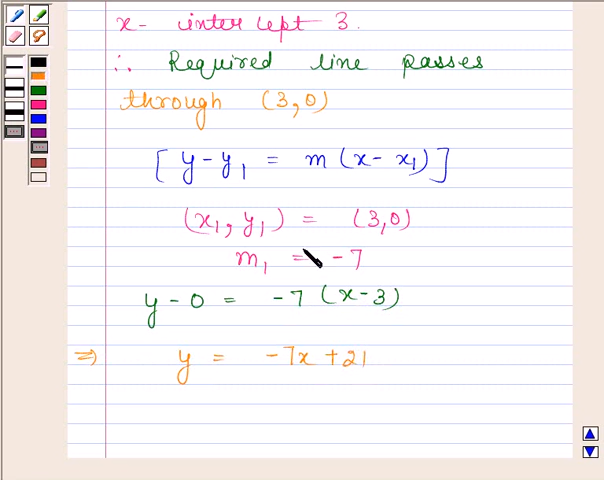 x- intercept 3.
∴ Required line passes
through (3,0)
[y-y₁ = m(x-x₁)]
(x₁, y₁) = (3,0)
m₁ = -7
y-0 = -7(x-3)
⇒ y = -7x+21